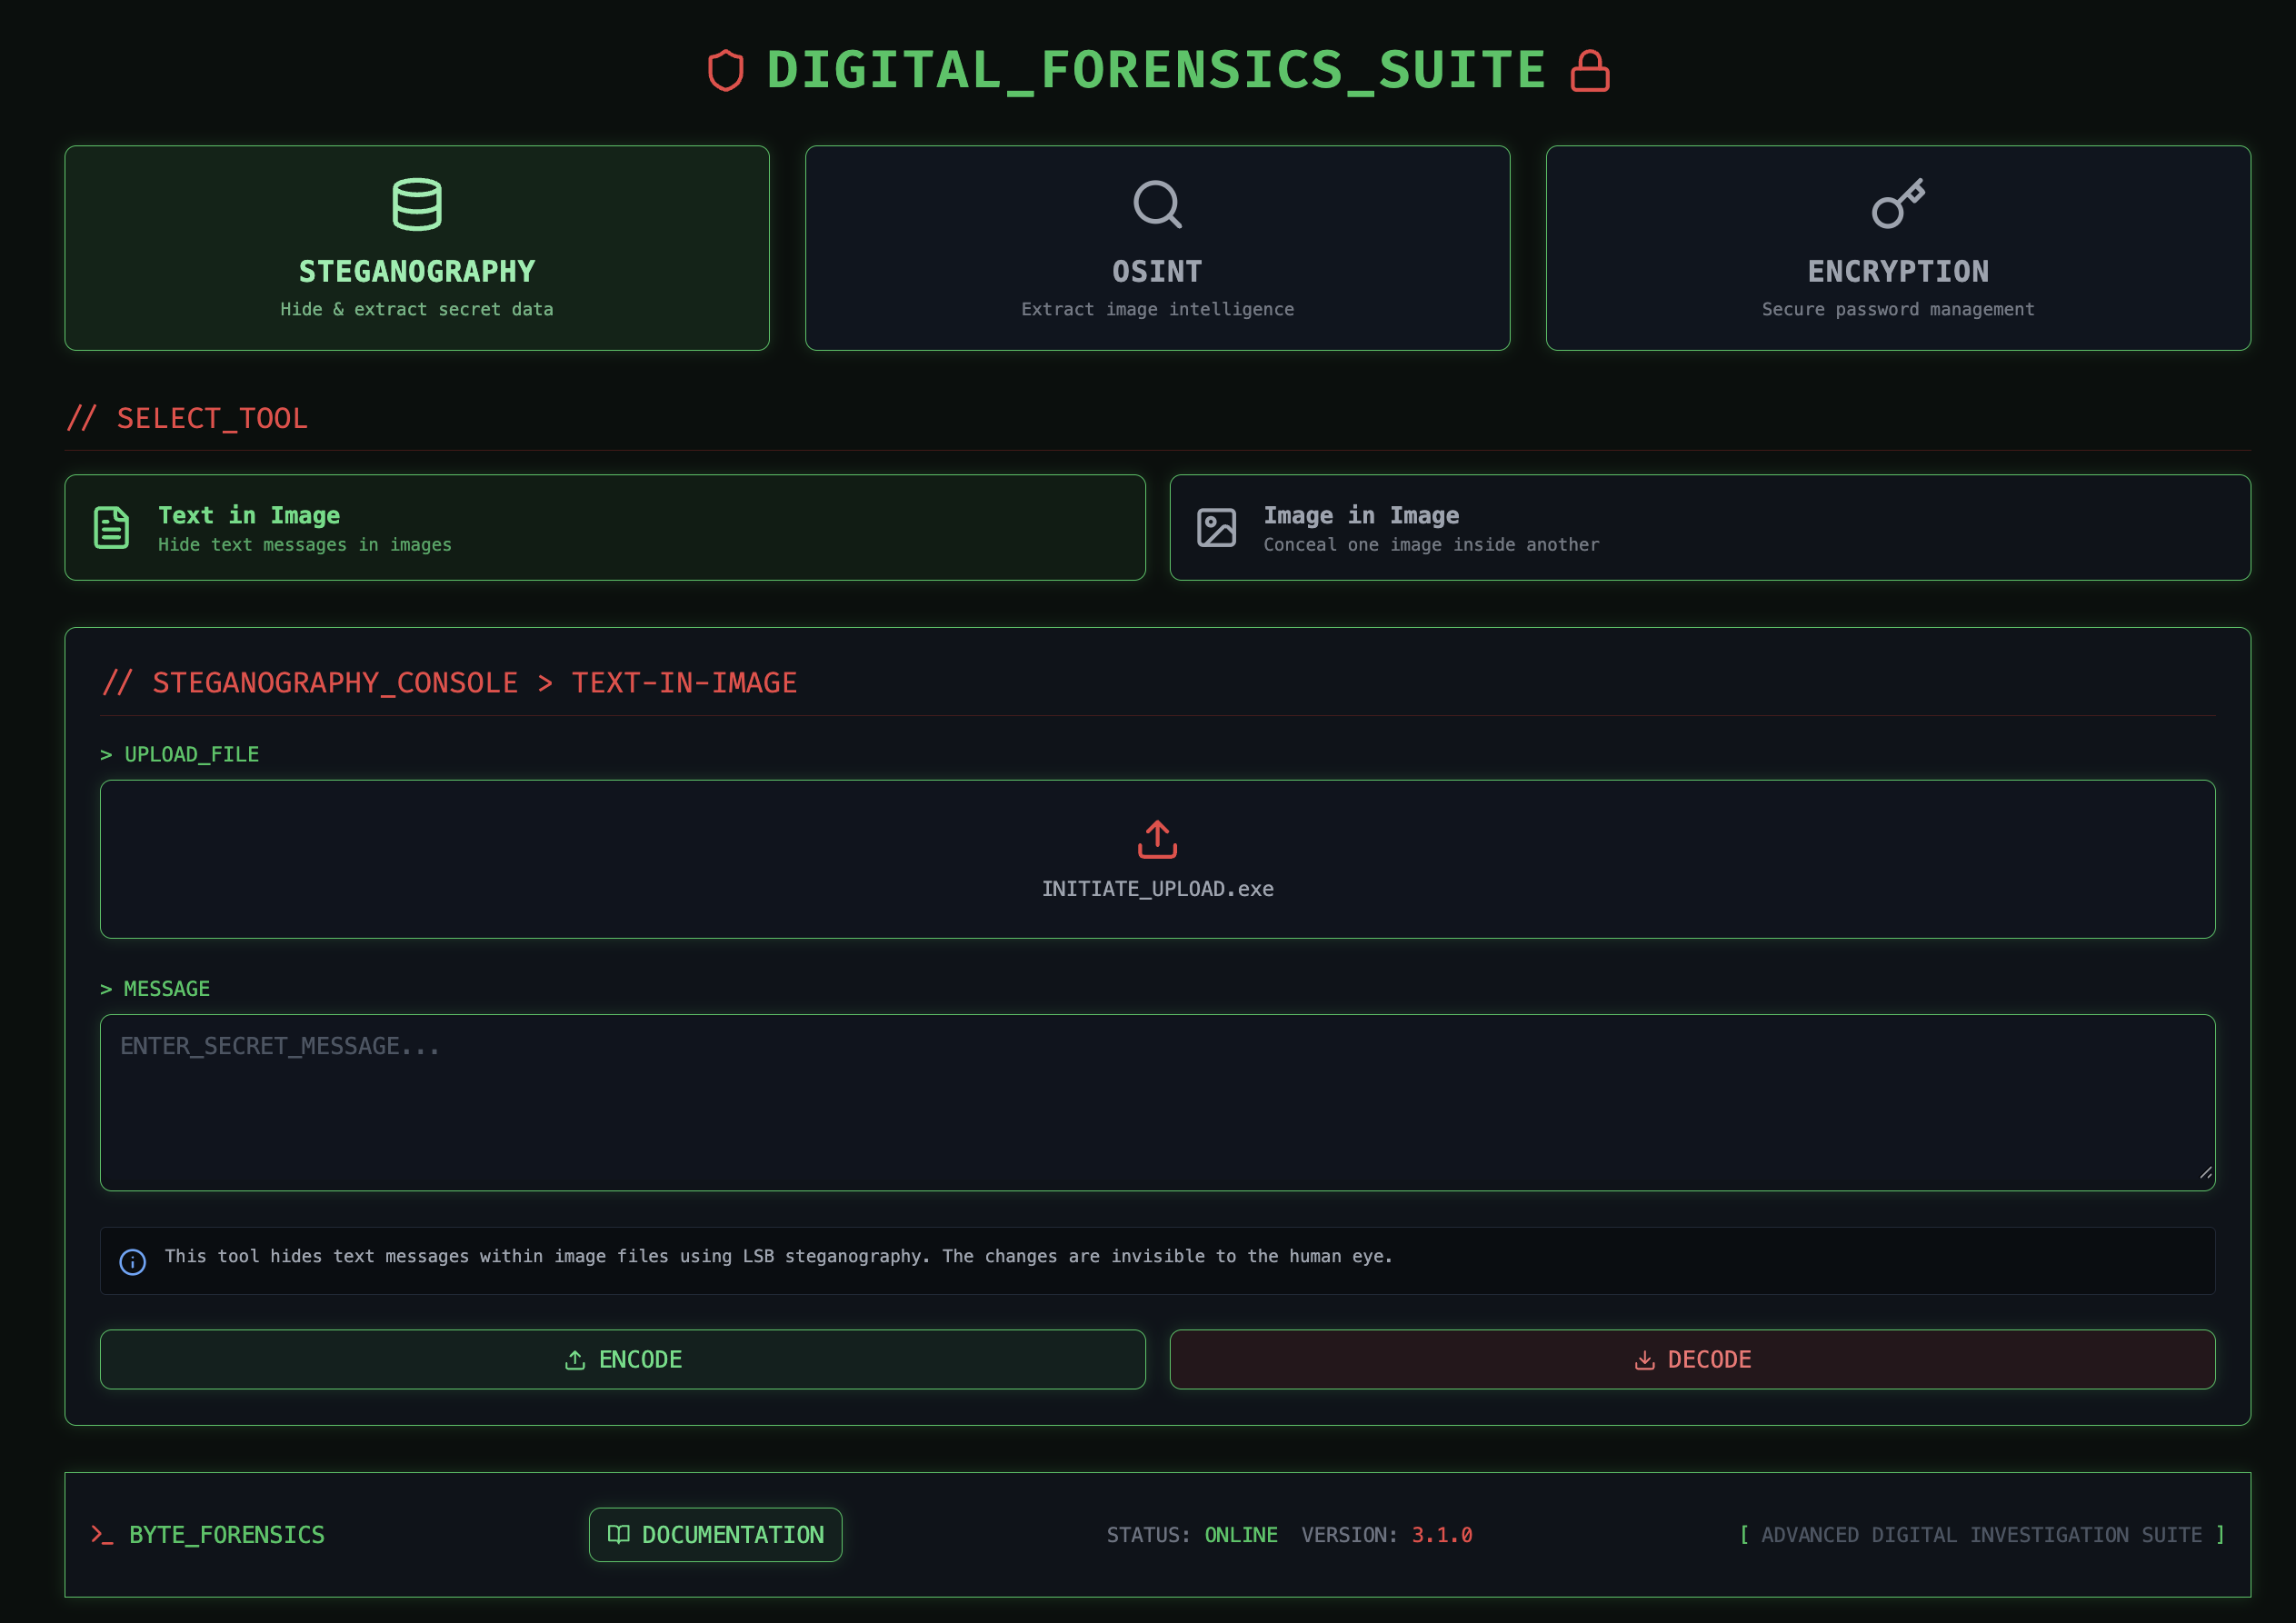 DIGITAL_FORENSICS_SUITE
STEGANOGRAPHY
Hide & extract secret data
OSINT
Extract image intelligence
ENCRYPTION
Secure password management
// SELECT_TOOL
Text in Image
Hide text messages in images
Image in Image
Conceal one image inside another
// STEGANOGRAPHY_CONSOLE > TEXT-IN-IMAGE
> UPLOAD_FILE
INITIATE_UPLOAD.exe
> MESSAGE
ENTER_SECRET_MESSAGE...
This tool hides text messages within image files using LSB steganography. The changes are invisible to the human eye.
ENCODE
DECODE
>_ BYTE_FORENSICS
DOCUMENTATION
STATUS: ONLINE VERSION: 3.1.0
[ ADVANCED DIGITAL INVESTIGATION SUITE ]